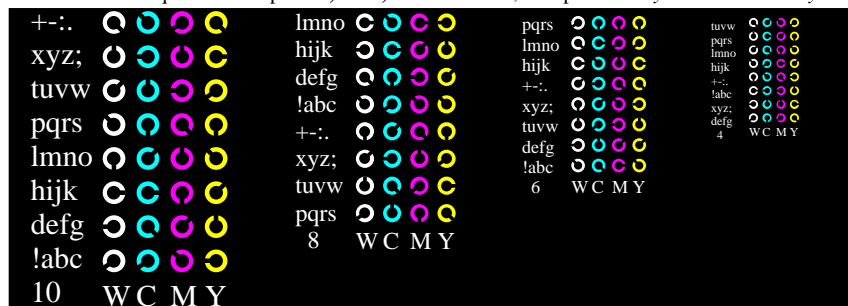 +-:.
xyz;
tuvw
pqrs
lmno
hijk
defg
!abc
10 W C M Y
lmno
hijk
defg
!abc
+-:.
xyz;
tuvw
pqrs
8 W C M Y
pqrs
lmno
hijk
+-:.
xyz;
tuvw
defg
!abc
6 W C M Y
tuvw
pqrs
lmno
hijk
+-:.
!abc
xyz;
defg
4 W C M Y